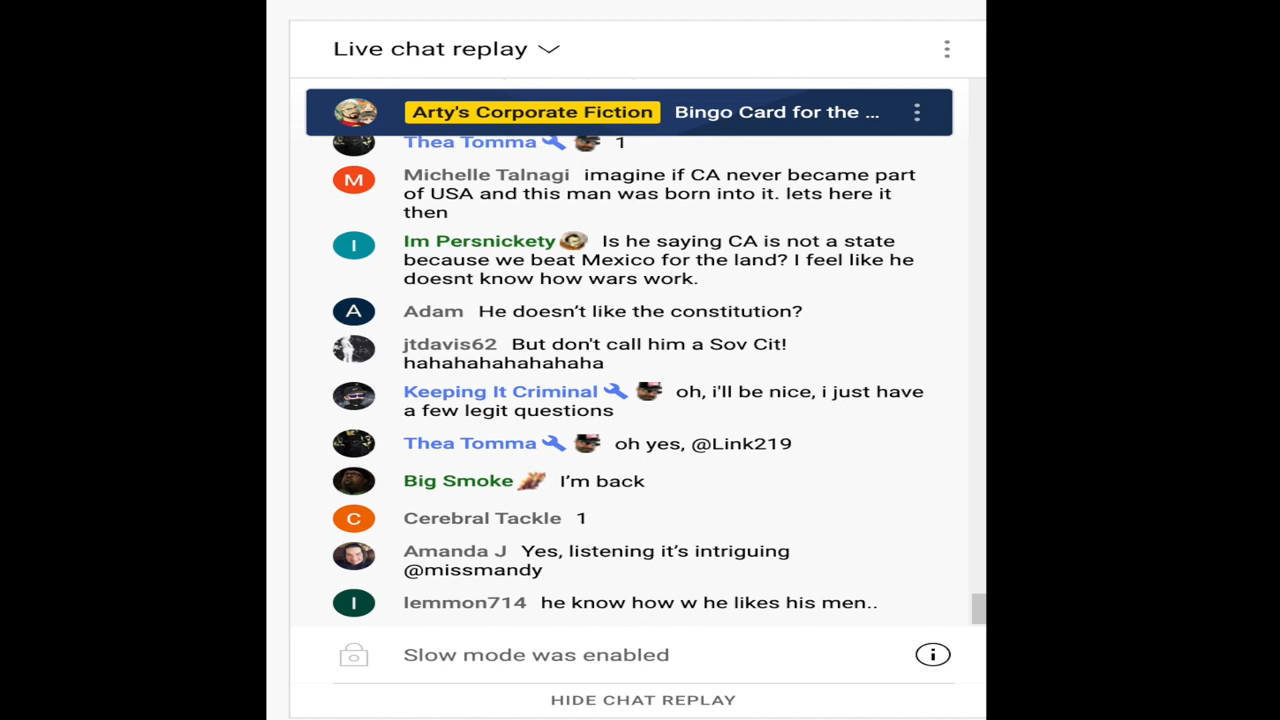 Live chat replay
Arty's Corporate Fiction Bingo Card for the ...
Thea Tomma 1
M Michelle Talnagi imagine if CA never became part
of USA and this man was born into it. lets here it
then
I Im Persnickety Is he saying CA is not a state
because we beat Mexico for the land? I feel like he
doesnt know how wars work.
A Adam He doesn’t like the constitution?
jtdavis62 But don't call him a Sov Cit!
hahahahahahahaha
Keeping It Criminal oh, i'll be nice, i just have
a few legit questions
Thea Tomma oh yes, @Link219
Big Smoke I’m back
C Cerebral Tackle 1
Amanda J Yes, listening it’s intriguing
@missmandy
l lemmon714 he know how w he likes his men..
Slow mode was enabled
HIDE CHAT REPLAY